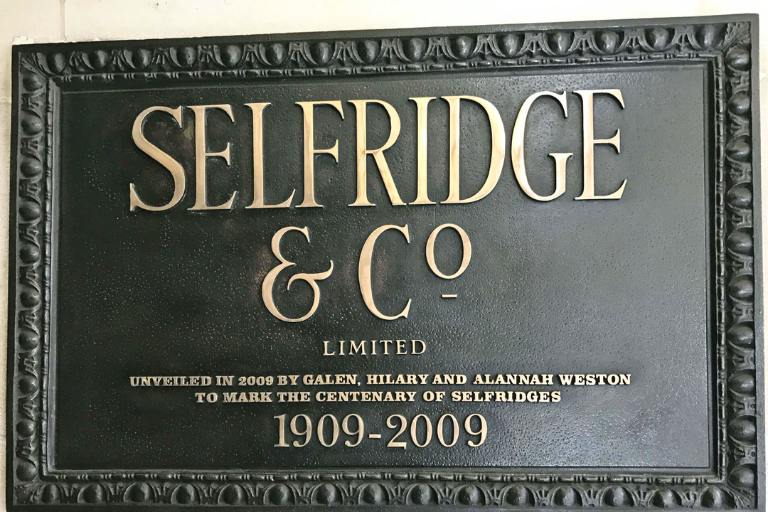 SELFRIDGE
& Cº
LIMITED
UNVEILED IN 2009 BY GALEN, HILARY AND ALANNAH WESTON
TO MARK THE CENTENARY OF SELFRIDGES
1909-2009